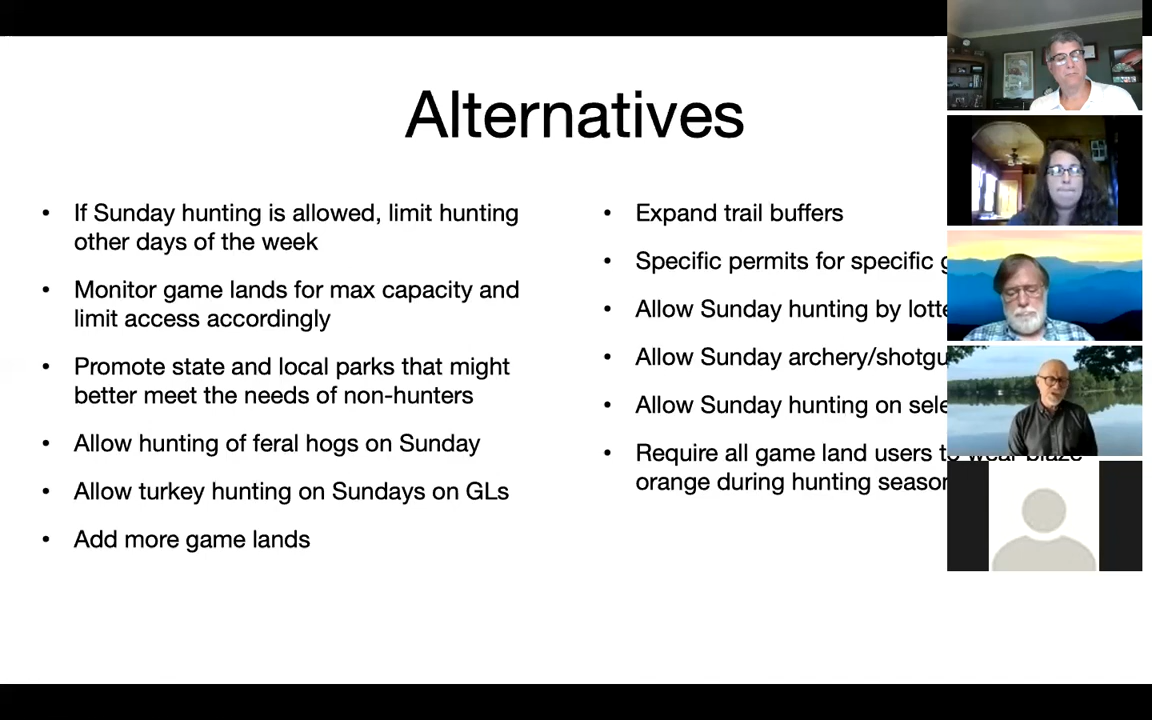 Alternatives
• If Sunday hunting is allowed, limit hunting
other days of the week
• Monitor game lands for max capacity and
limit access accordingly
• Promote state and local parks that might
better meet the needs of non-hunters
• Allow hunting of feral hogs on Sunday
• Allow turkey hunting on Sundays on GLs
• Add more game lands
• Expand trail buffers
• Specific permits for specific
• Allow Sunday hunting by
• Allow Sunday
• Allow Sunday hunting on
• Require all game land users to wear blaze
orange during hunting